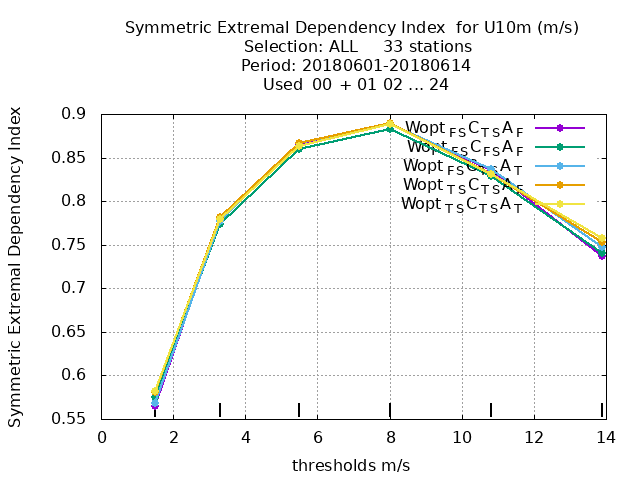 Symmetric Extremal Dependency Index  for U10m (m/s)
Selection: ALL     33 stations
Period: 20180601-20180614
Used  00 + 01 02 ... 24
Symmetric Extremal Dependency Index
0.9
0.85
0.8
0.75
0.7
0.65
0.6
0.55
0 2 4 6 8 10 12 14
thresholds m/s
Wopt FS C TS A F
Wopt FS C FS A F
Wopt FS C TS A T
Wopt TS C TS A F
Wopt TS C TS A T